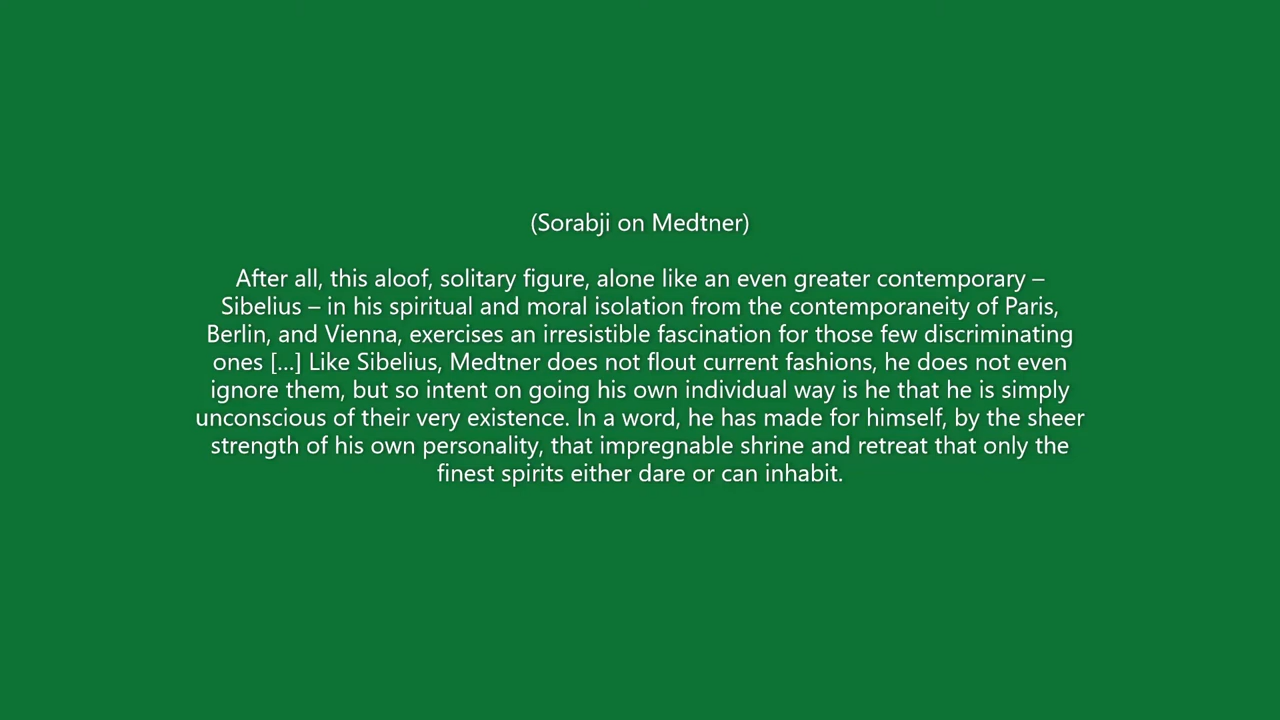 (Sorabji on Medtner)
After all, this aloof, solitary figure, alone like an even greater contemporary –
Sibelius – in his spiritual and moral isolation from the contemporaneity of Paris,
Berlin, and Vienna, exercises an irresistible fascination for those few discriminating
ones [...] Like Sibelius, Medtner does not flout current fashions, he does not even
ignore them, but so intent on going his own individual way is he that he is simply
unconscious of their very existence. In a word, he has made for himself, by the sheer
strength of his own personality, that impregnable shrine and retreat that only the
finest spirits either dare or can inhabit.